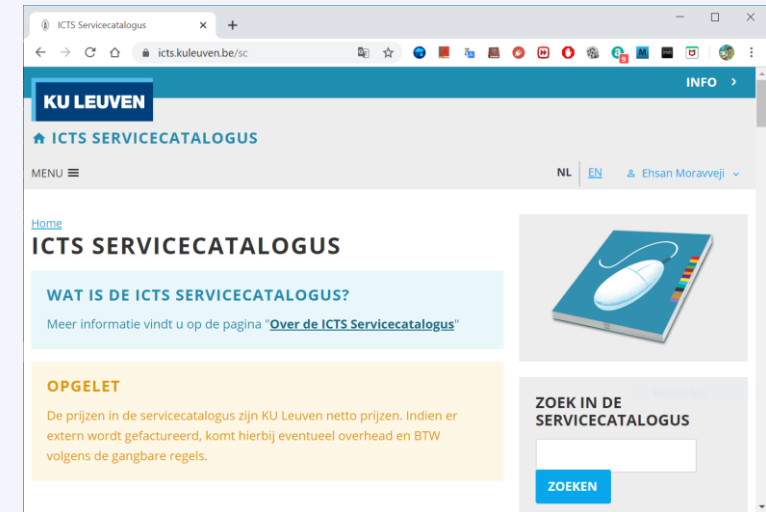 ICTS Servicecatalogus
icts.kuleuven.be/sc
INFO >
KU LEUVEN
ICTS SERVICECATALOGUS
MENU
NL EN Ehsan Moravveji
Home
ICTS SERVICECATALOGUS
WAT IS DE ICTS SERVICECATALOGUS?
Meer informatie vindt u op de pagina "Over de ICTS Servicecatalogus"
OPGELET
De prijzen in de servicecatalogus zijn KU Leuven netto prijzen. Indien er
extern wordt gefactureerd, komt hierbij eventueel overhead en BTW
volgens de gangbare regels.
ZOEK IN DE
SERVICECATALOGUS
ZOEKEN